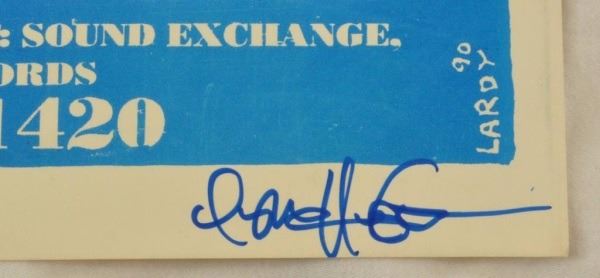 : SOUND EXCHANGE,
ORDS
1420
90
LARDY